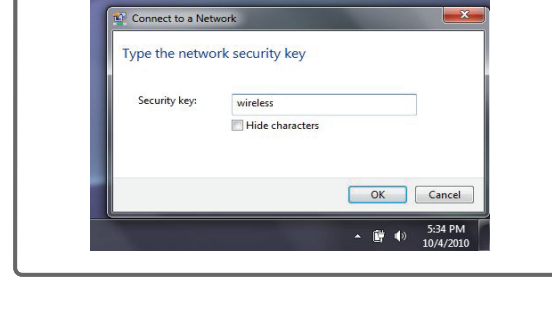 Connect to a Network
Type the network security key
Security key: wireless
Hide characters
OK Cancel
5:34 PM
10/4/2010